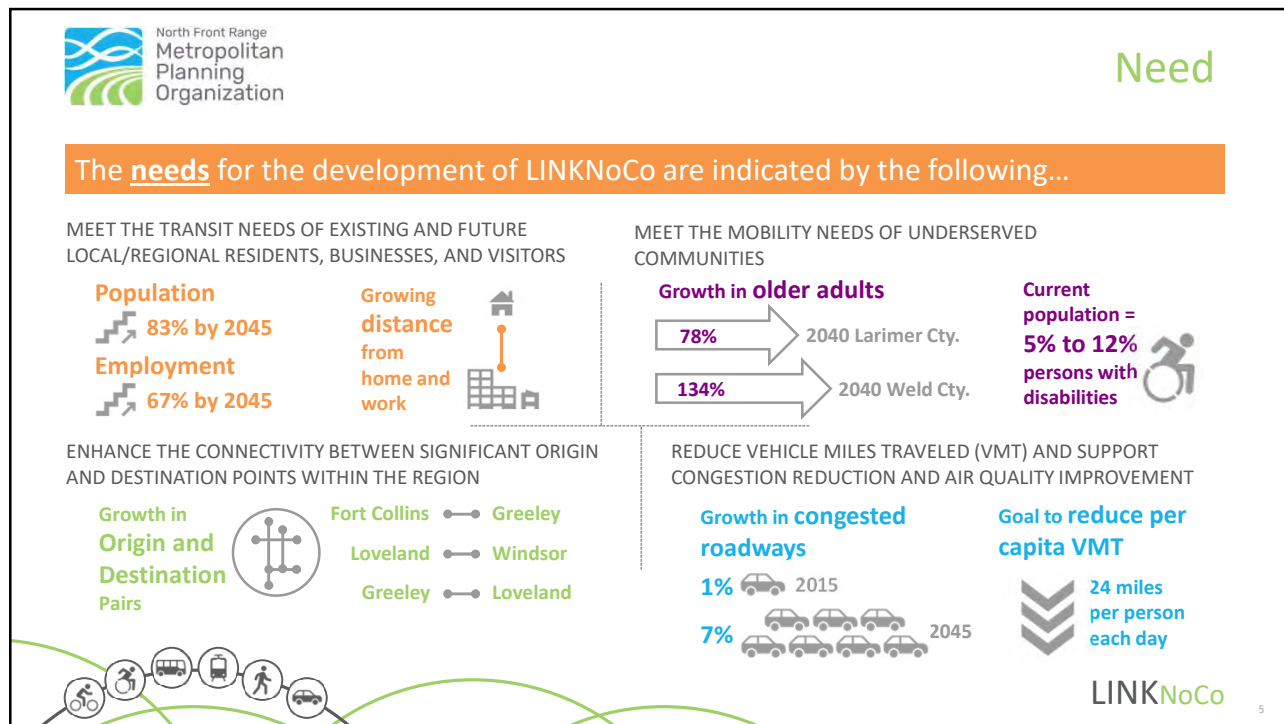 North Front Range
Metropolitan
Planning
Organization
Need
The needs for the development of LINKNoCo are indicated by the following...
MEET THE TRANSIT NEEDS OF EXISTING AND FUTURE
LOCAL/REGIONAL RESIDENTS, BUSINESSES, AND VISITORS
Population
83% by 2045
Employment
67% by 2045
Growing
distance
from
home and
work
MEET THE MOBILITY NEEDS OF UNDERSERVED
COMMUNITIES
Growth in older adults
78% 2040 Larimer Cty.
134% 2040 Weld Cty.
Current
population =
5% to 12%
persons with
disabilities
ENHANCE THE CONNECTIVITY BETWEEN SIGNIFICANT ORIGIN
AND DESTINATION POINTS WITHIN THE REGION
Growth in
Origin and
Destination
Pairs
Fort Collins Greeley
Loveland Windsor
Greeley Loveland
REDUCE VEHICLE MILES TRAVELED (VMT) AND SUPPORT
CONGESTION REDUCTION AND AIR QUALITY IMPROVEMENT
Growth in congested
roadways
1% 2015
7% 2045
Goal to reduce per
capita VMT
24 miles
per person
each day
LINKNoCo
5